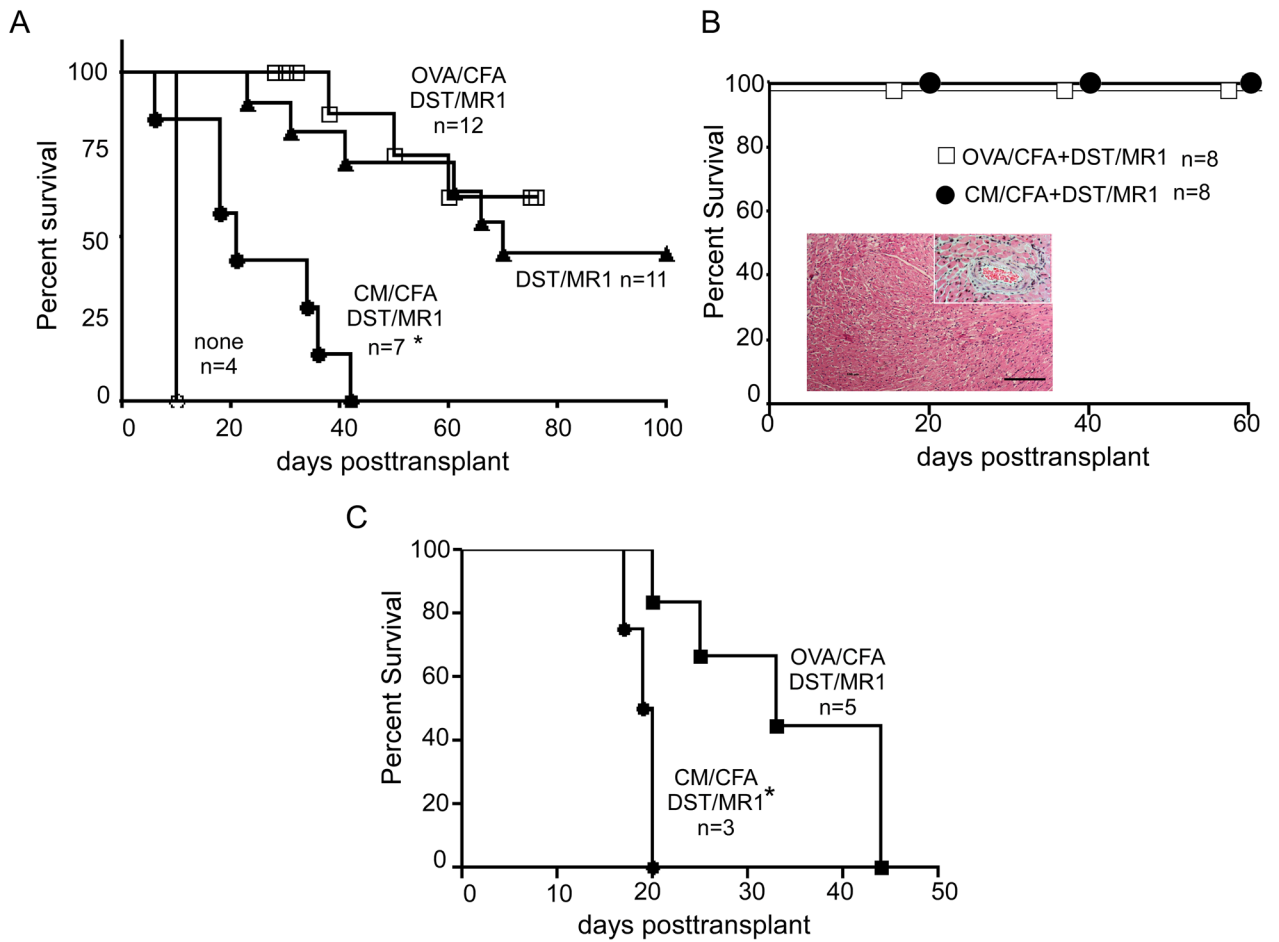 A
Percent survival
100
75
50
25
0
OVA/CFA
DST/MR1
n=12
DST/MR1 n=11
CM/CFA
DST/MR1
n=7 *
none
n=4
0 20 40 60 80 100
days posttransplant
B
Percent Survival
100
80
60
40
20
0
OVA/CFA+DST/MR1 n=8
CM/CFA+DST/MR1 n=8
0 20 40 60
days posttransplant
C
Percent Survival
100
80
60
40
20
0
OVA/CFA
DST/MR1
n=5
CM/CFA
DST/MR1*
n=3
0 10 20 30 40 50
days posttransplant